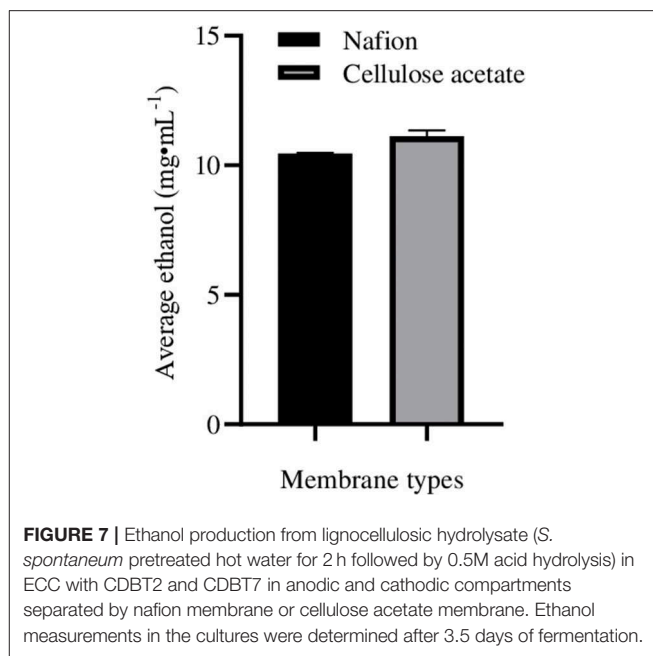 15
Nafion
Cellulose acetate
10
5
0
Average ethanol (mg•mL⁻¹)
Membrane types
FIGURE 7 | Ethanol production from lignocellulosic hydrolysate (S.
spontaneum pretreated hot water for 2 h followed by 0.5M acid hydrolysis) in
ECC with CDBT2 and CDBT7 in anodic and cathodic compartments
separated by nafion membrane or cellulose acetate membrane. Ethanol
measurements in the cultures were determined after 3.5 days of fermentation.